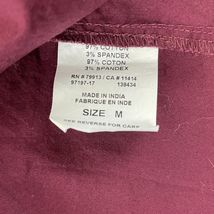 97% COTTON
3% SPANDEX
97% COTON
3% SPANDEX
RN # 79913 / CA # 11414
97197-17 138434
MADE IN INDIA
FABRIQUE EN INDE
SIZE M
SEE REVERSE FOR CARE